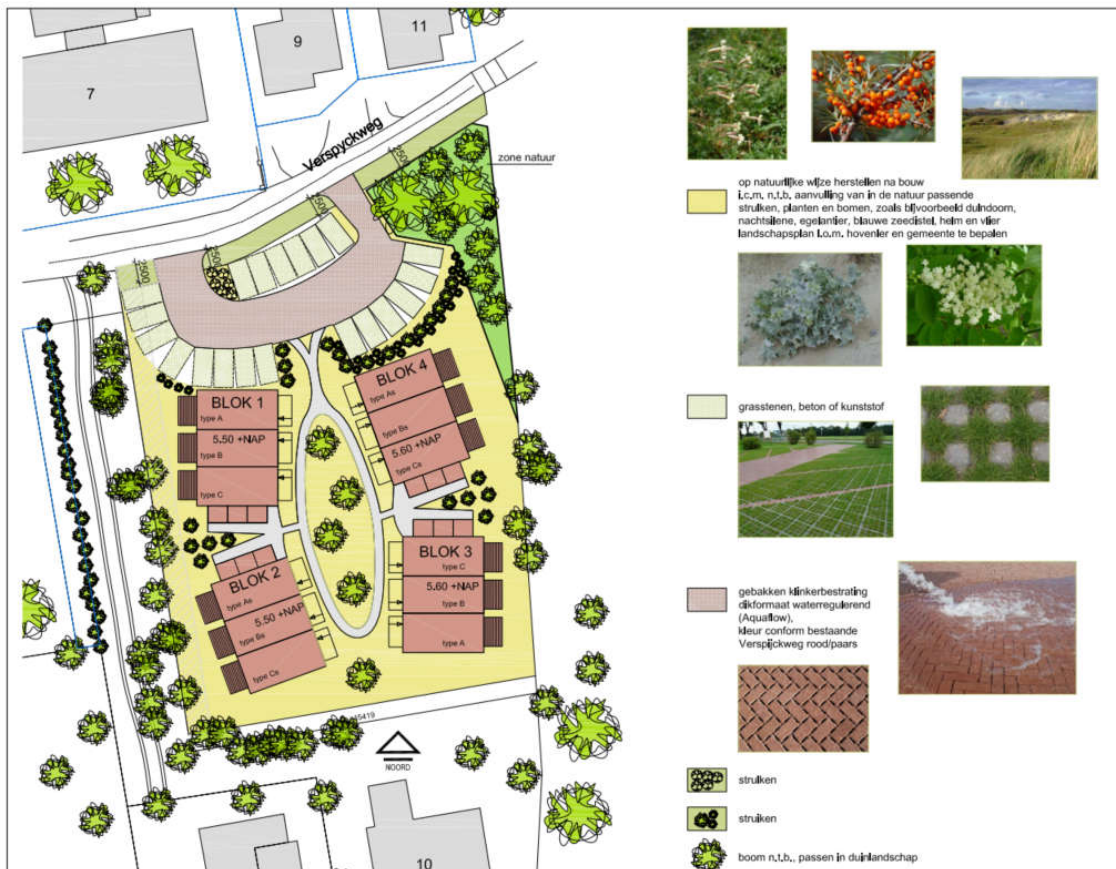 7
9
11
Verspyckweg
2500
2500
2500
2500
zone natuur
BLOK 1
type A
5.50 +NAP
type B
type C
BLOK 4
type As
type Bs
5.60 +NAP
type Cs
BLOK 2
type As
5.50 +NAP
type Bs
type Cs
BLOK 3
type C
5.60 +NAP
type B
type A
NOORD
10
op natuurlijke wijze herstellen na bouw
i.c.m. n.t.b. aanvulling van in de natuur passende
struiken, planten en bomen, zoals bijvoorbeeld duindoorn,
nachtsilene, egelantier, blauwe zeedistel, helm en vlier
landschapsplan i.o.m. hovenier en gemeente te bepalen
grasstenen, beton of kunststof
gebakken klinkerbestrating
dikformaat waterregulerend
(Aquaflow),
kleur conform bestaande
Verspijckweg rood/paars
struiken
struiken
boom n.t.b., passen in duinlandschap